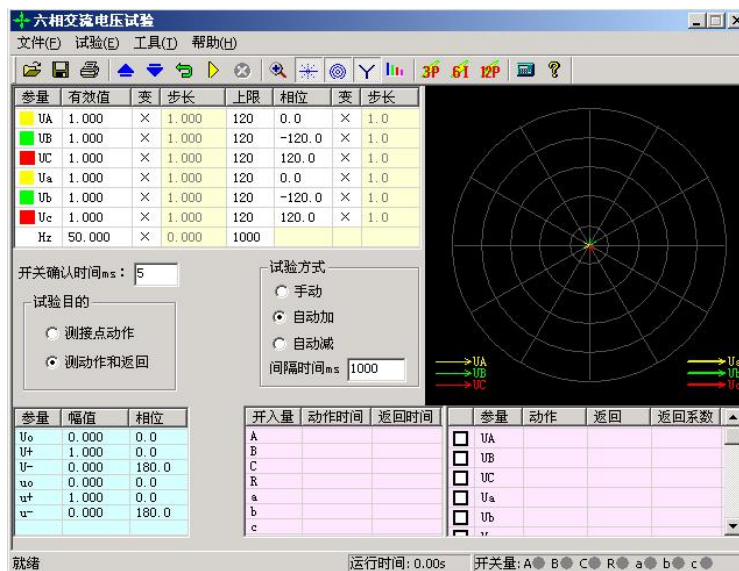 六相交流电压试验
文件(F) 试验(E) 工具(T) 帮助(H)
3P 6I 12P
参量 有效值 变 步长 上限 相位 变 步长
UA 1.000 × 1.000 120 0.0 × 1.0
UB 1.000 × 1.000 120 -120.0 × 1.0
UC 1.000 × 1.000 120 120.0 × 1.0
Ua 1.000 × 1.000 120 0.0 × 1.0
Ub 1.000 × 1.000 120 -120.0 × 1.0
Uc 1.000 × 1.000 120 120.0 × 1.0
Hz 50.000 × 0.000 1000
开关确认时间ms: 5
试验目的
测接点动作
测动作和返回
试验方式
手动
自动加
自动减
间隔时间ms 1000
UA
UB
UC
参量 幅值 相位
Uo 0.000 0.0
U+ 1.000 0.0
U- 0.000 180.0
uo 0.000 0.0
u+ 1.000 0.0
u- 0.000 180.0
开入量 动作时间 返回时间
A
B
C
R
a
b
c
参量 动作 返回 返回系数
UA
UB
UC
Ua
Ub
就绪
运行时间: 0.00s
开关量: A B C R a b c